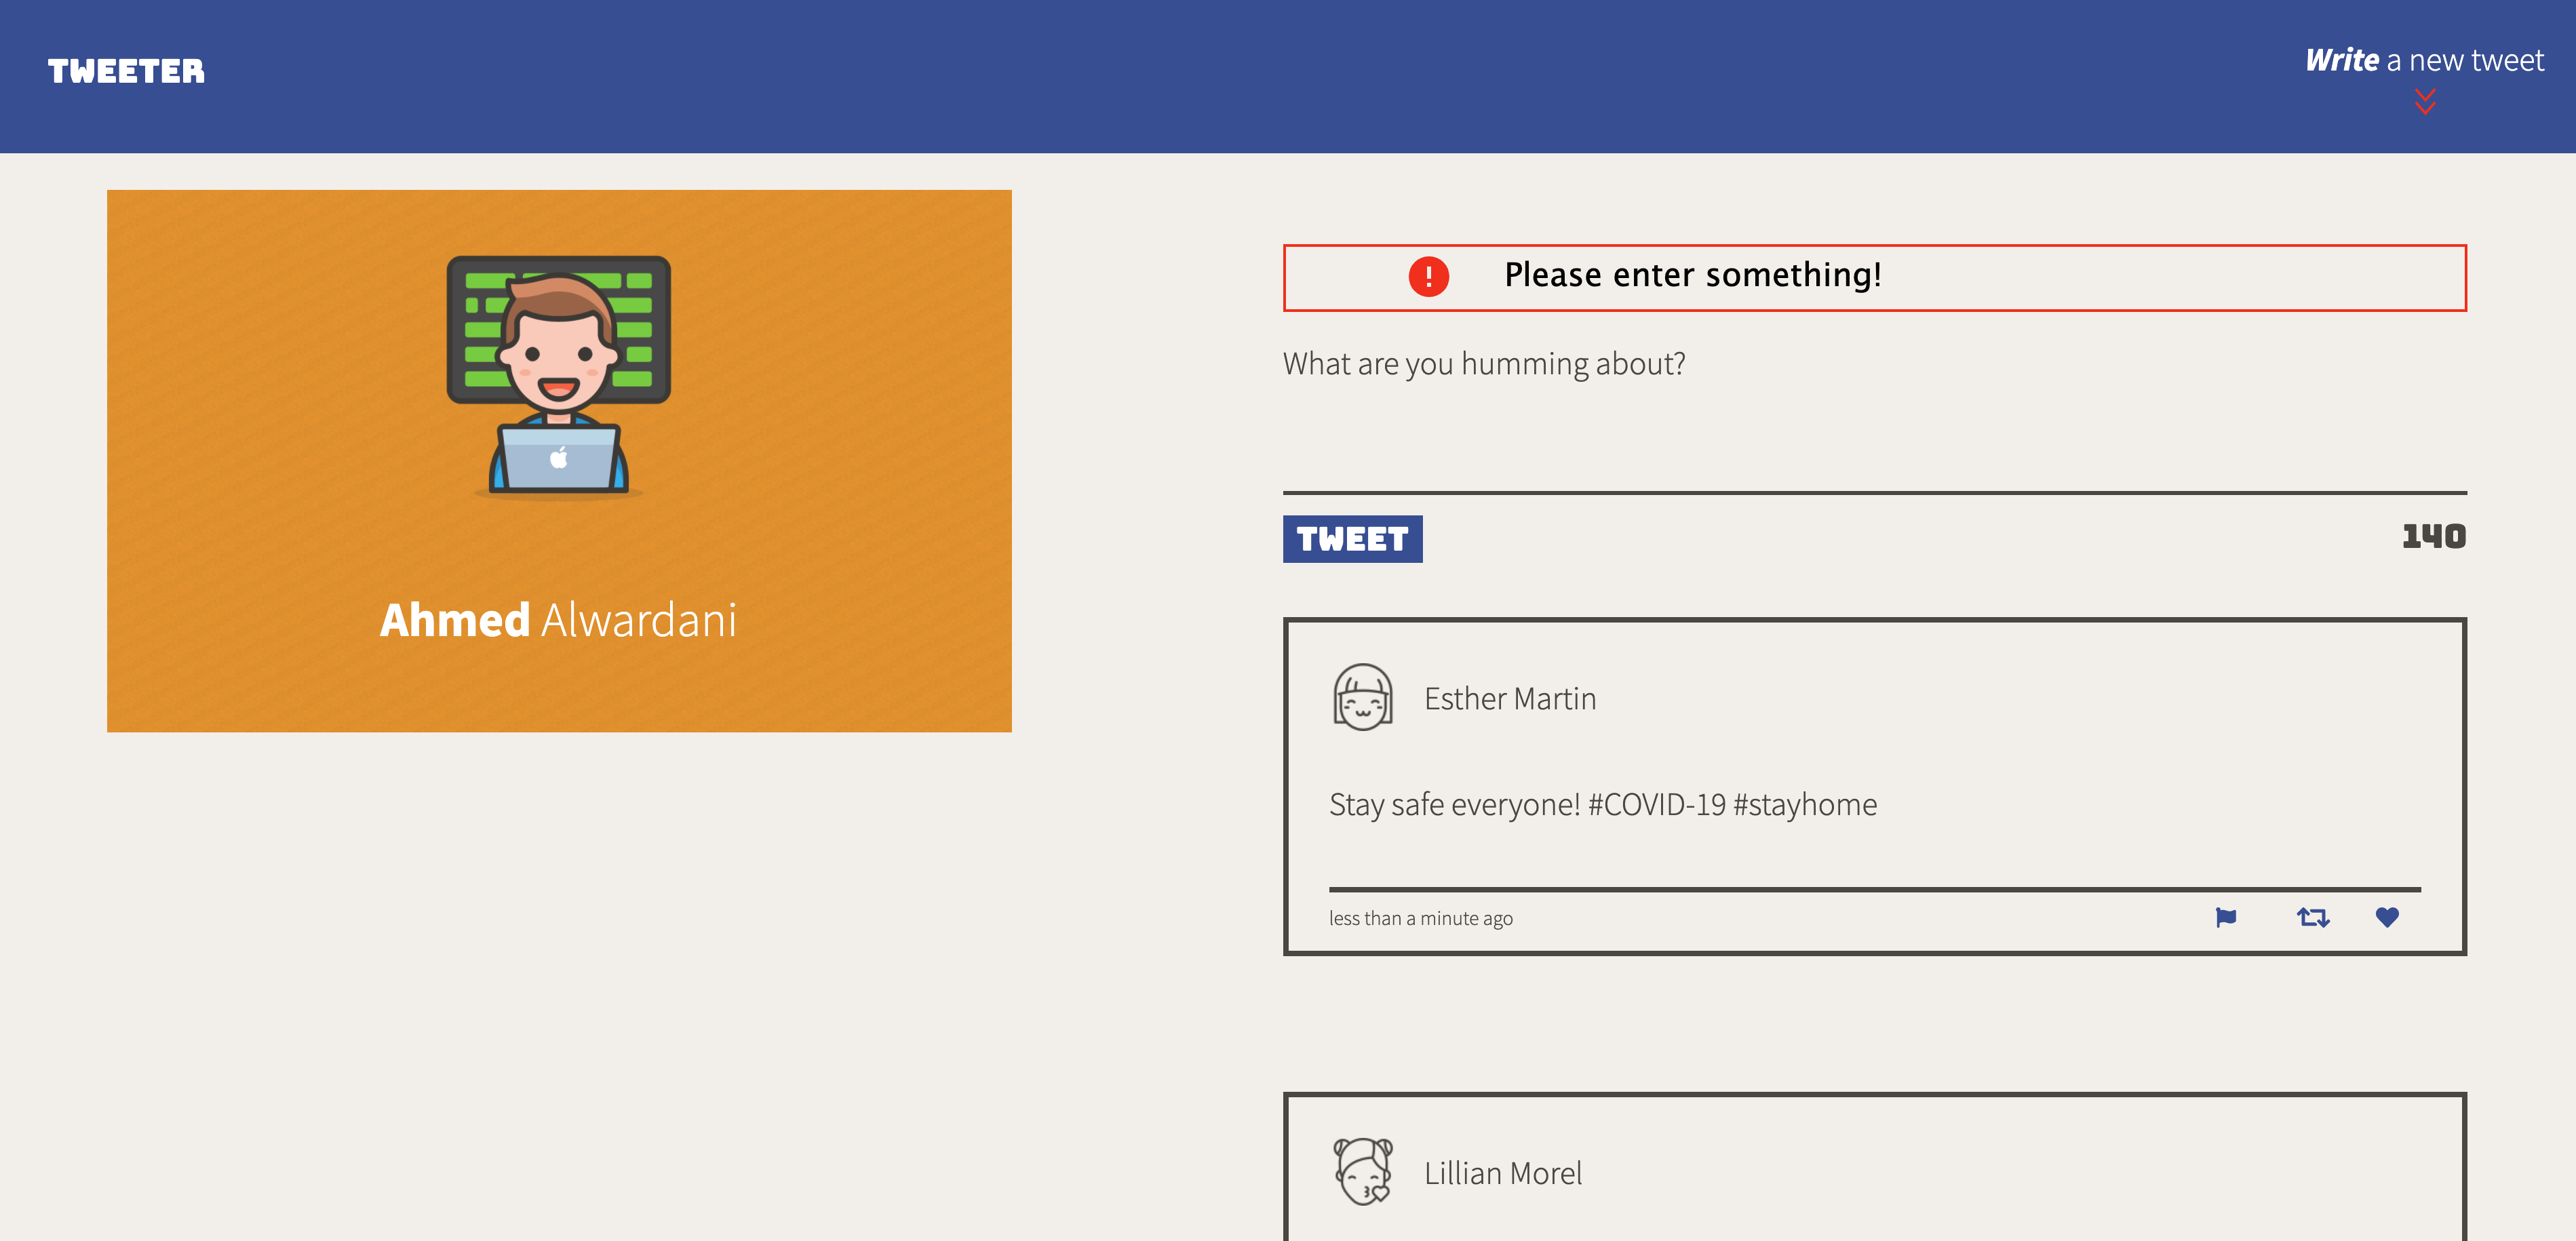 TWEETER
Write a new tweet
Ahmed Alwardani
Please enter something!
What are you humming about?
TWEET
140
Esther Martin
Stay safe everyone! #COVID-19 #stayhome
less than a minute ago
Lillian Morel